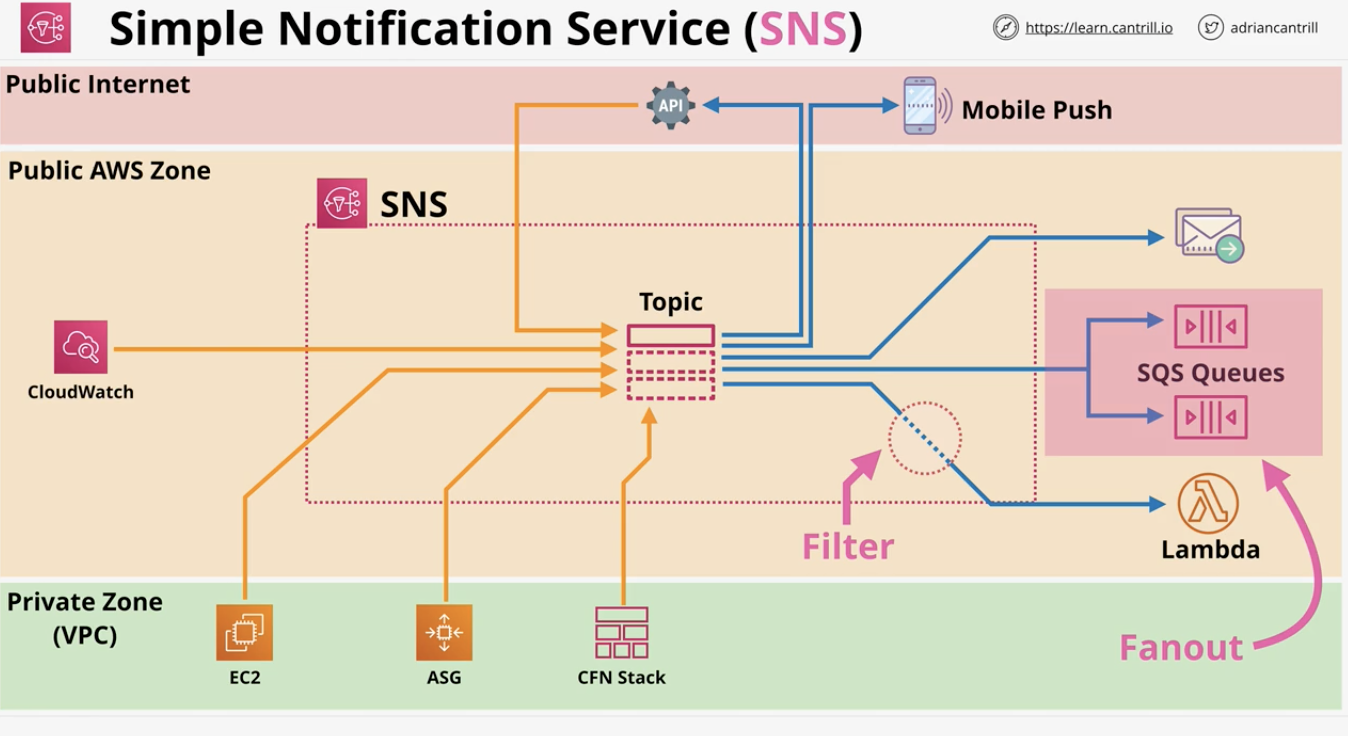 Simple Notification Service (SNS)
https://learn.cantrill.io
adriancantrill
Public Internet
API
Mobile Push
Public AWS Zone
SNS
Topic
CloudWatch
SQS Queues
Filter
Lambda
Private Zone
(VPC)
EC2
ASG
CFN Stack
Fanout